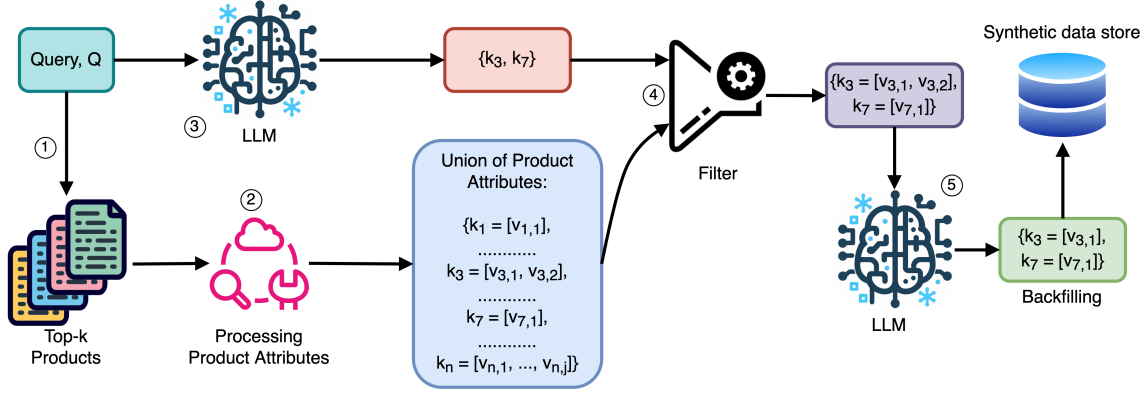 Query, Q
①
③
LLM
{k₃, k₇}
④
Filter
{k₃ = [v₃,₁, v₃,₂],
k₇ = [v₇,₁]}
Synthetic data store
Top-k
Products
②
Processing
Product Attributes
Union of Product
Attributes:
{k₁ = [v₁,₁],
............
k₃ = [v₃,₁, v₃,₂],
............
k₇ = [v₇,₁],
............
kₙ = [vₙ,₁, ..., vₙ,ⱼ]}
⑤
LLM
{k₃ = [v₃,₁],
k₇ = [v₇,₁]}
Backfilling